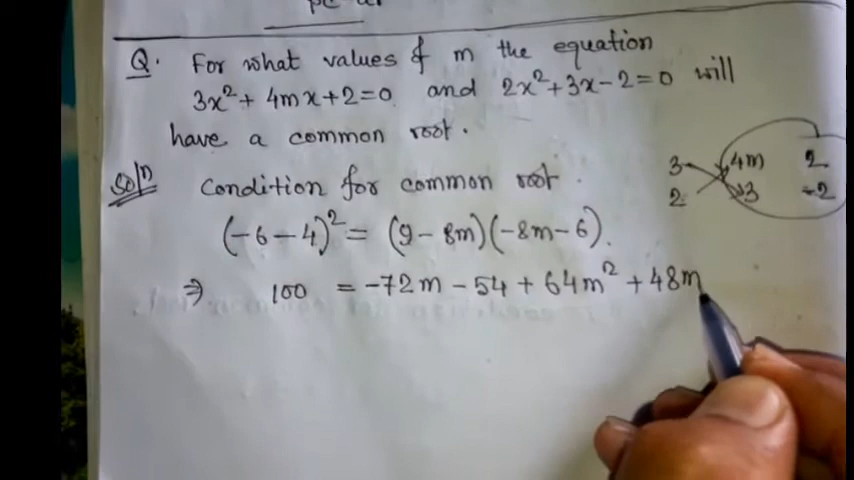 Q. For what values of m the equation
3x² + 4mx + 2 = 0 and 2x² + 3x - 2 = 0 will
have a common root.
Solⁿ Condition for common root.
3 4m 2
2 3 -2
(-6 - 4)² = (9 - 8m)(-8m - 6).
⇒ 100 = -72m - 54 + 64m² + 48m